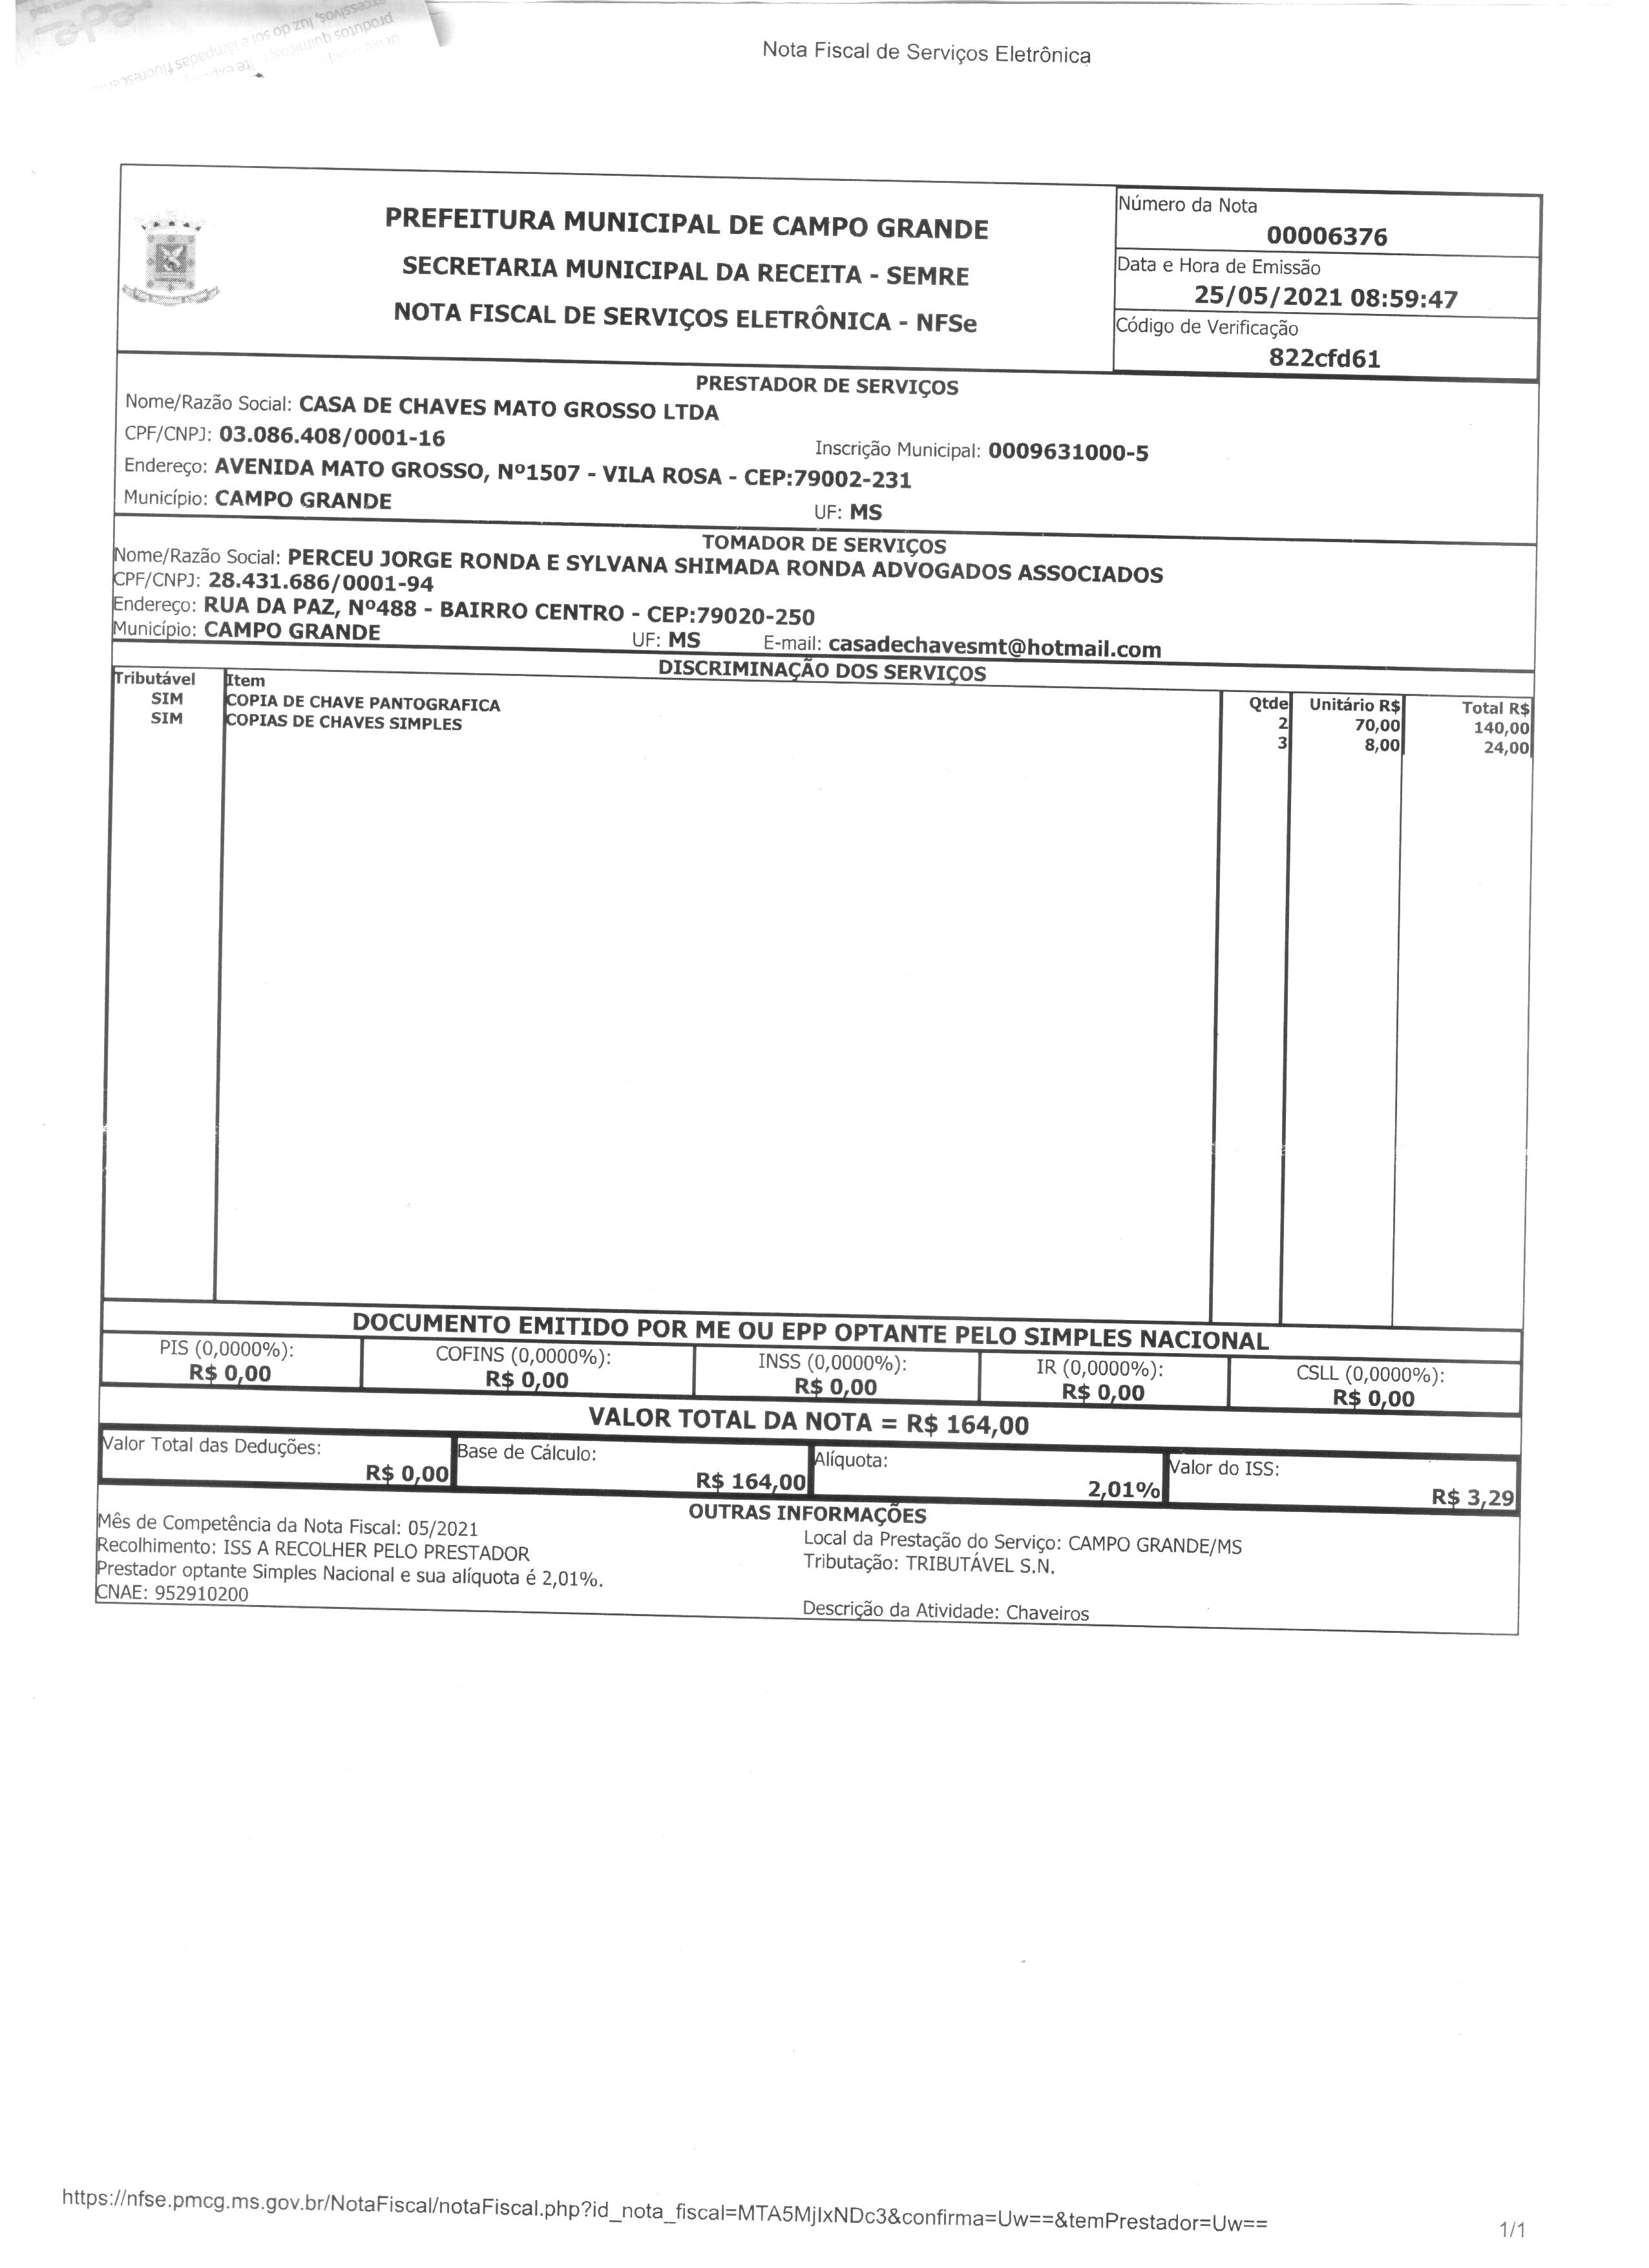 excessivos, luz do sol e lâmpadas fluorescen
produtos químicos
Nota Fiscal de Serviços Eletrônica
PREFEITURA MUNICIPAL DE CAMPO GRANDE
SECRETARIA MUNICIPAL DA RECEITA - SEMRE
NOTA FISCAL DE SERVIÇOS ELETRÔNICA - NFSe
Número da Nota
00006376
Data e Hora de Emissão
25/05/2021 08:59:47
Código de Verificação
822cfd61
PRESTADOR DE SERVIÇOS
Nome/Razão Social: CASA DE CHAVES MATO GROSSO LTDA
CPF/CNPJ: 03.086.408/0001-16 Inscrição Municipal: 0009631000-5
Endereço: AVENIDA MATO GROSSO, Nº1507 - VILA ROSA - CEP:79002-231
Município: CAMPO GRANDE UF: MS
TOMADOR DE SERVIÇOS
Nome/Razão Social: PERCEU JORGE RONDA E SYLVANA SHIMADA RONDA ADVOGADOS ASSOCIADOS
CPF/CNPJ: 28.431.686/0001-94
Endereço: RUA DA PAZ, Nº488 - BAIRRO CENTRO - CEP:79020-250
Município: CAMPO GRANDE UF: MS E-mail: casadechavesmt@hotmail.com
DISCRIMINAÇÃO DOS SERVIÇOS
Tributável Item Qtde Unitário R$ Total R$
SIM COPIA DE CHAVE PANTOGRAFICA 2 70,00 140,00
SIM COPIAS DE CHAVES SIMPLES 3 8,00 24,00
DOCUMENTO EMITIDO POR ME OU EPP OPTANTE PELO SIMPLES NACIONAL
PIS (0,0000%): COFINS (0,0000%): INSS (0,0000%): IR (0,0000%): CSLL (0,0000%):
R$ 0,00 R$ 0,00 R$ 0,00 R$ 0,00 R$ 0,00
VALOR TOTAL DA NOTA = R$ 164,00
Valor Total das Deduções: Base de Cálculo: Alíquota: Valor do ISS:
R$ 0,00 R$ 164,00 2,01% R$ 3,29
OUTRAS INFORMAÇÕES
Mês de Competência da Nota Fiscal: 05/2021 Local da Prestação do Serviço: CAMPO GRANDE/MS
Recolhimento: ISS A RECOLHER PELO PRESTADOR Tributação: TRIBUTÁVEL S.N.
Prestador optante Simples Nacional e sua alíquota é 2,01%.
CNAE: 952910200 Descrição da Atividade: Chaveiros
https://nfse.pmcg.ms.gov.br/NotaFiscal/notaFiscal.php?id_nota_fiscal=MTA5MjIxNDc3&confirma=Uw==&temPrestador=Uw== 1/1